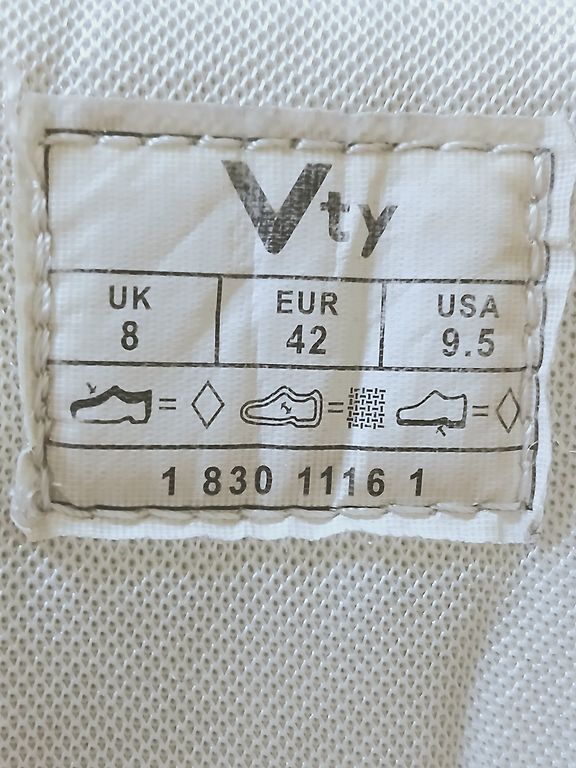 Vty
UK EUR USA
8 42 9.5
= = =
1 830 1116 1